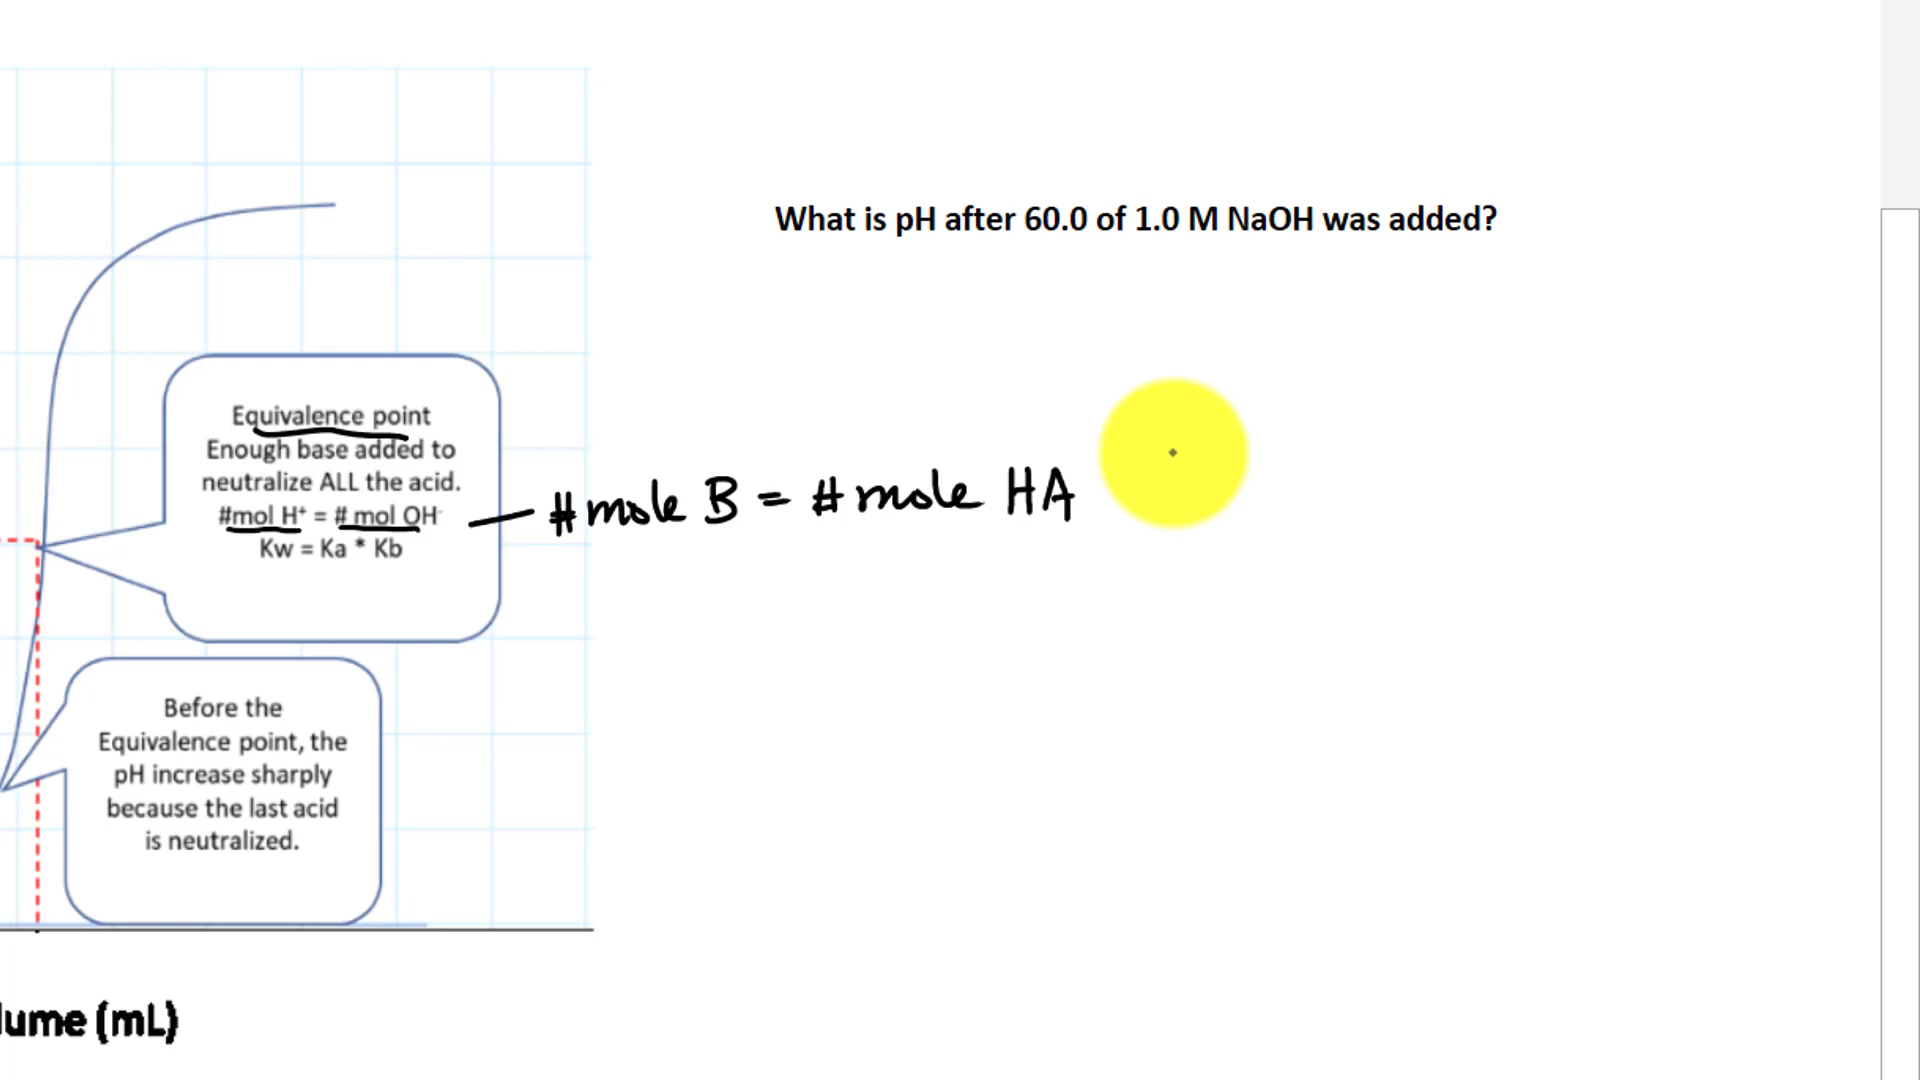 What is pH after 60.0 of 1.0 M NaOH was added?
Equivalence point
Enough base added to
neutralize ALL the acid.
#mol H⁺ = # mol OH⁻
Kw = Ka * Kb
#mole B = #mole HA
Before the
Equivalence point, the
pH increase sharply
because the last acid
is neutralized.
lume (mL)